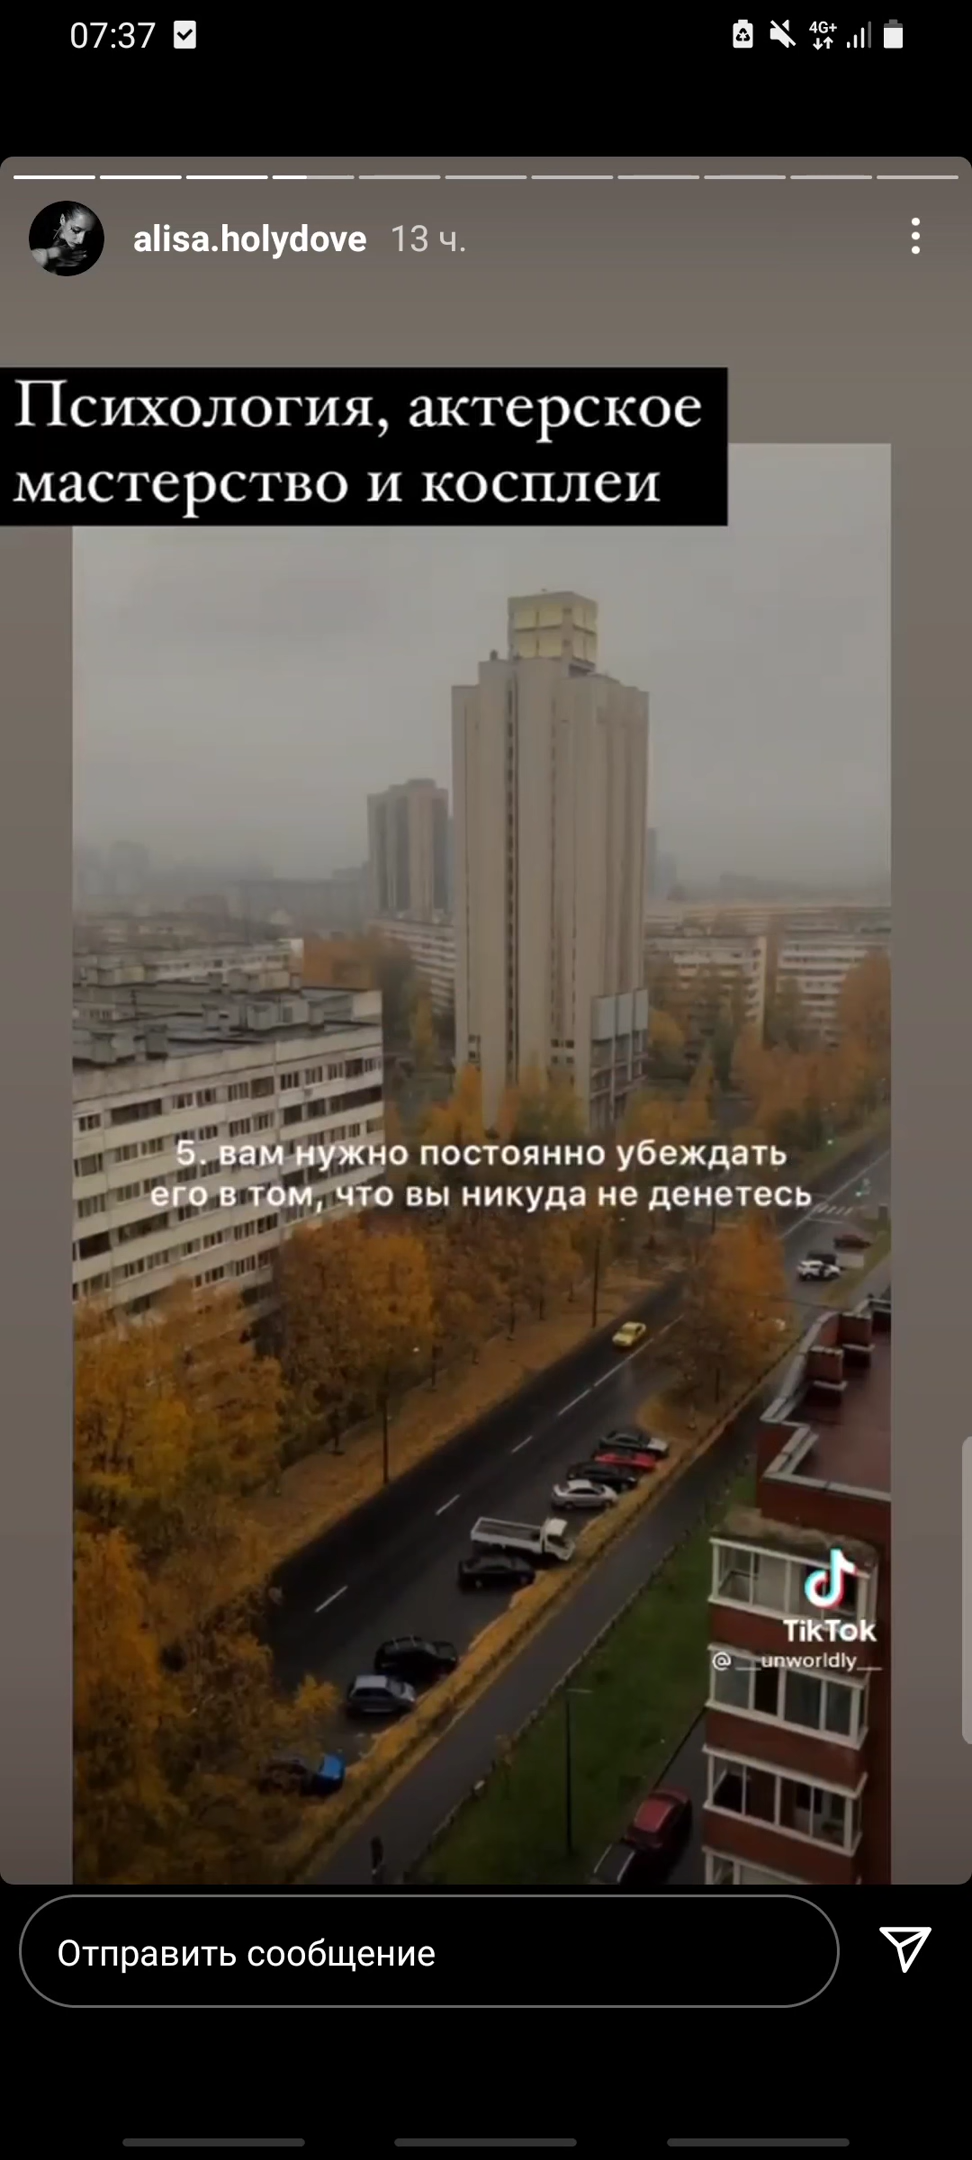 07:37
4G+
alisa.holydove 13 ч.
Психология, актерское
мастерство и косплеи
5. вам нужно постоянно убеждать
его в том, что вы никуда не денетесь
TikTok
@__unworldly__
Отправить сообщение